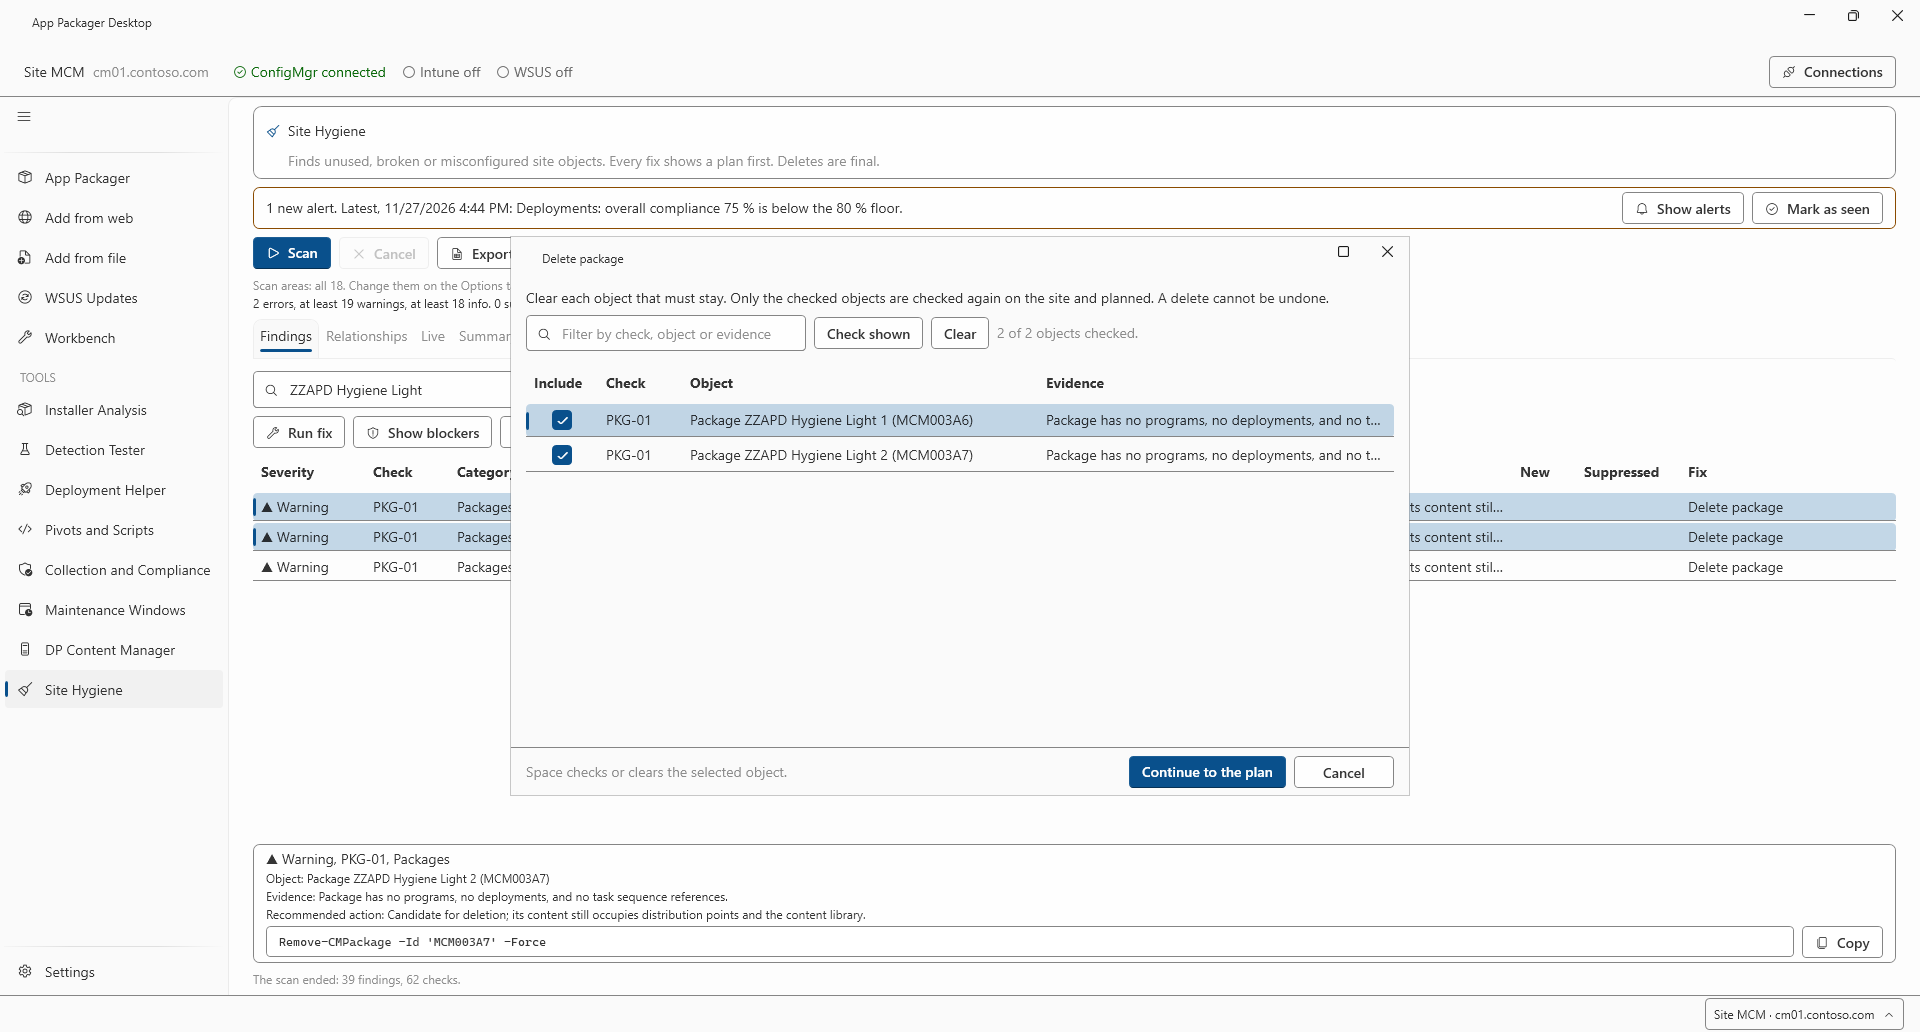 App Packager Desktop
Site MCM cm01.contoso.com ConfigMgr connected Intune off WSUS off Connections
Site Hygiene
Finds unused, broken or misconfigured site objects. Every fix shows a plan first. Deletes are final.
1 new alert. Latest, 11/27/2026 4:44 PM: Deployments: overall compliance 75 % is below the 80 % floor. Show alerts Mark as seen
App Packager
Add from web
Add from file
WSUS Updates
Workbench
TOOLS
Installer Analysis
Detection Tester
Deployment Helper
Pivots and Scripts
Collection and Compliance
Maintenance Windows
DP Content Manager
Site Hygiene
Settings
Scan Cancel Export
Scan areas: all 18. Change them on the Options t
2 errors, at least 19 warnings, at least 18 info. 0 s
Findings Relationships Live Summar
ZZAPD Hygiene Light
Run fix Show blockers
Severity Check Category New Suppressed Fix
Warning PKG-01 Packages ts content stil... Delete package
Warning PKG-01 Packages ts content stil... Delete package
Warning PKG-01 Packages ts content stil... Delete package
Delete package
Clear each object that must stay. Only the checked objects are checked again on the site and planned. A delete cannot be undone.
Filter by check, object or evidence Check shown Clear 2 of 2 objects checked.
Include Check Object Evidence
PKG-01 Package ZZAPD Hygiene Light 1 (MCM003A6) Package has no programs, no deployments, and no t...
PKG-01 Package ZZAPD Hygiene Light 2 (MCM003A7) Package has no programs, no deployments, and no t...
Space checks or clears the selected object. Continue to the plan Cancel
Warning, PKG-01, Packages
Object: Package ZZAPD Hygiene Light 2 (MCM003A7)
Evidence: Package has no programs, no deployments, and no task sequence references.
Recommended action: Candidate for deletion; its content still occupies distribution points and the content library.
Remove-CMPackage -Id 'MCM003A7' -Force Copy
The scan ended: 39 findings, 62 checks.
Site MCM · cm01.contoso.com